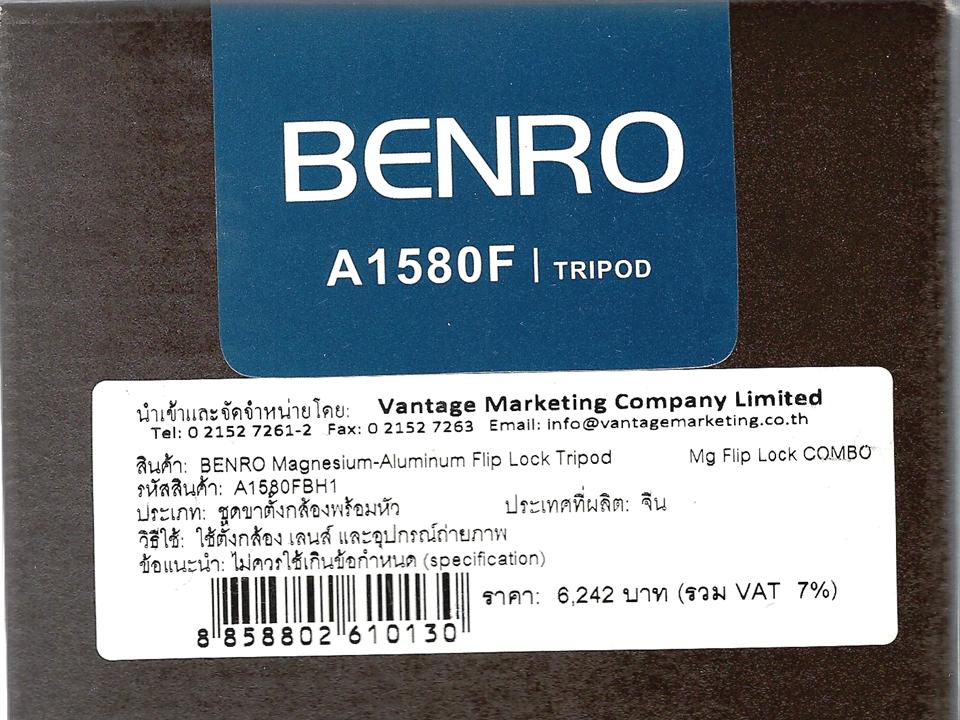 BENRO
A1580F | TRIPOD
นำเข้าและจัดจำหน่ายโดย: Vantage Marketing Company Limited
Tel: 0 2152 7261-2 Fax: 0 2152 7263 Email: info@vantagemarketing.co.th
สินค้า: BENRO Magnesium-Aluminum Flip Lock Tripod Mg Flip Lock COMBO
รหัสสินค้า: A1580FBH1
ประเภท: ชุดขาตั้งกล้องพร้อมหัว ประเทศที่ผลิต: จีน
วิธีใช้: ใช้ตั้งกล้อง เลนส์ และอุปกรณ์ถ่ายภาพ
ข้อแนะนำ: ไม่ควรใช้เกินข้อกำหนด (specification)
ราคา: 6,242 บาท (รวม VAT 7%)
8 858802 610130